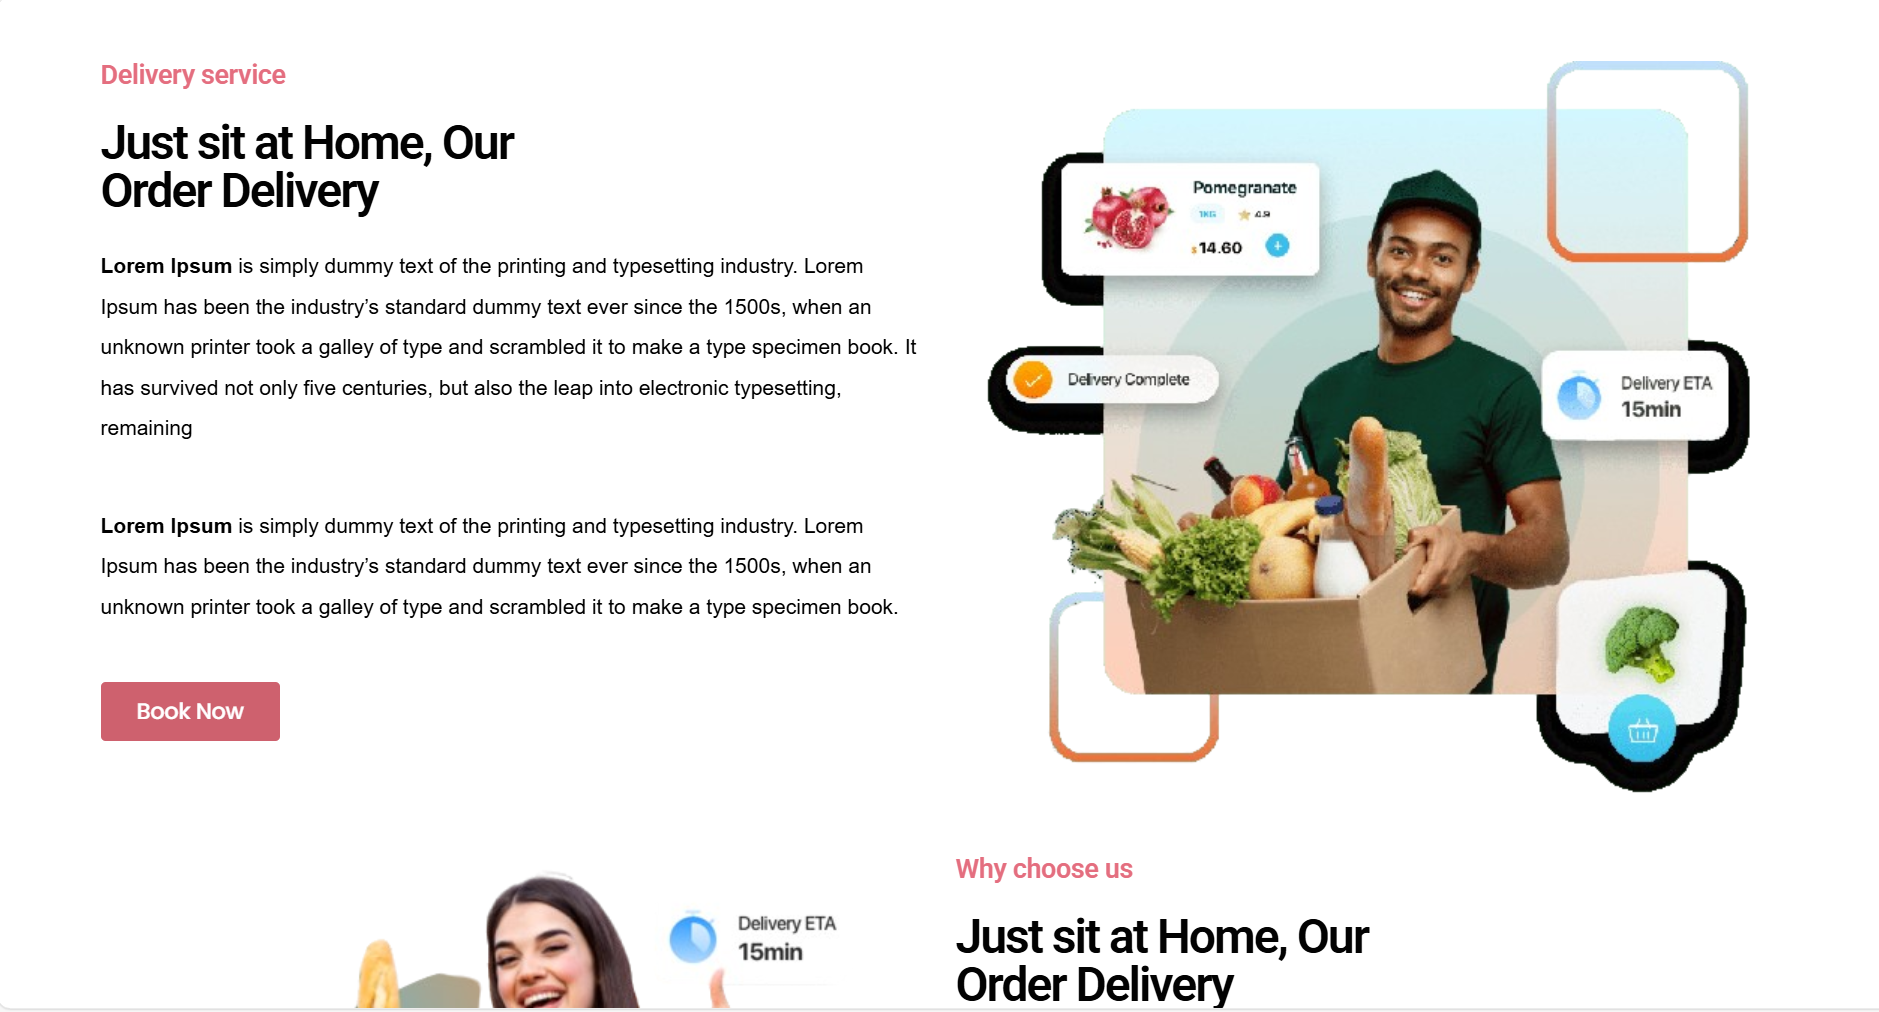 Delivery service
Just sit at Home, Our
Order Delivery
Lorem Ipsum is simply dummy text of the printing and typesetting industry. Lorem
Ipsum has been the industry’s standard dummy text ever since the 1500s, when an
unknown printer took a galley of type and scrambled it to make a type specimen book. It
has survived not only five centuries, but also the leap into electronic typesetting,
remaining
Lorem Ipsum is simply dummy text of the printing and typesetting industry. Lorem
Ipsum has been the industry’s standard dummy text ever since the 1500s, when an
unknown printer took a galley of type and scrambled it to make a type specimen book.
Book Now
Pomegranate
1KG 4.9
$14.60 +
Delivery Complete
Delivery ETA
15min
Delivery ETA
15min
Why choose us
Just sit at Home, Our
Order Delivery